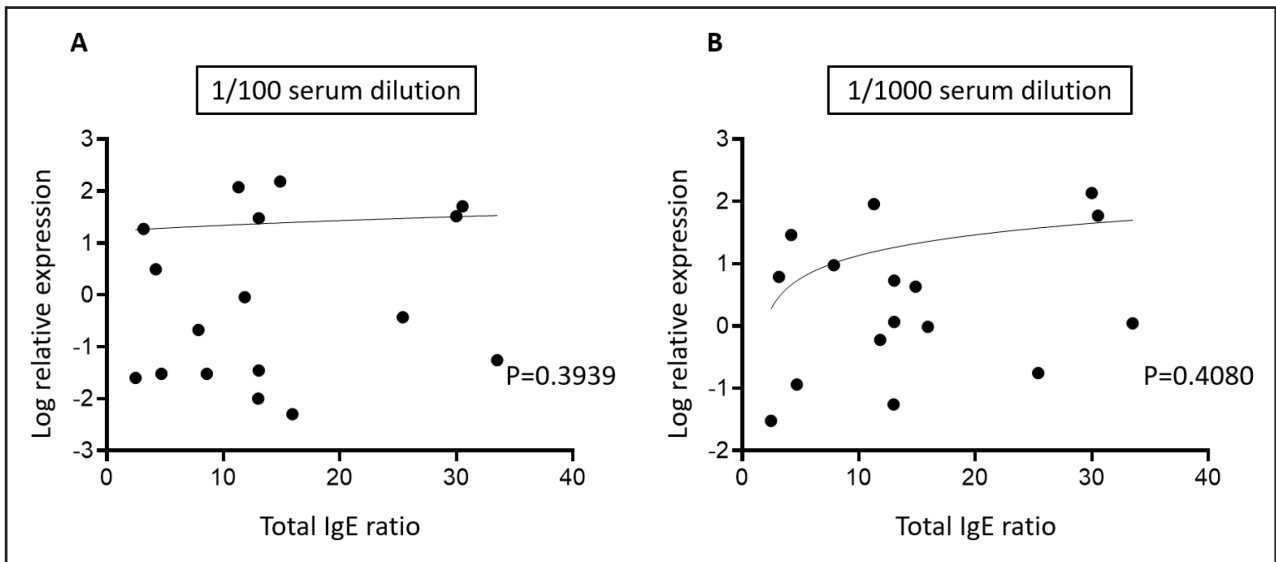 A
1/100 serum dilution
3
2
1
0
-1
-2
-3
Log relative expression
P=0.3939
0
10
20
30
40
Total IgE ratio
B
1/1000 serum dilution
3
2
1
0
-1
-2
Log relative expression
P=0.4080
0
10
20
30
40
Total IgE ratio